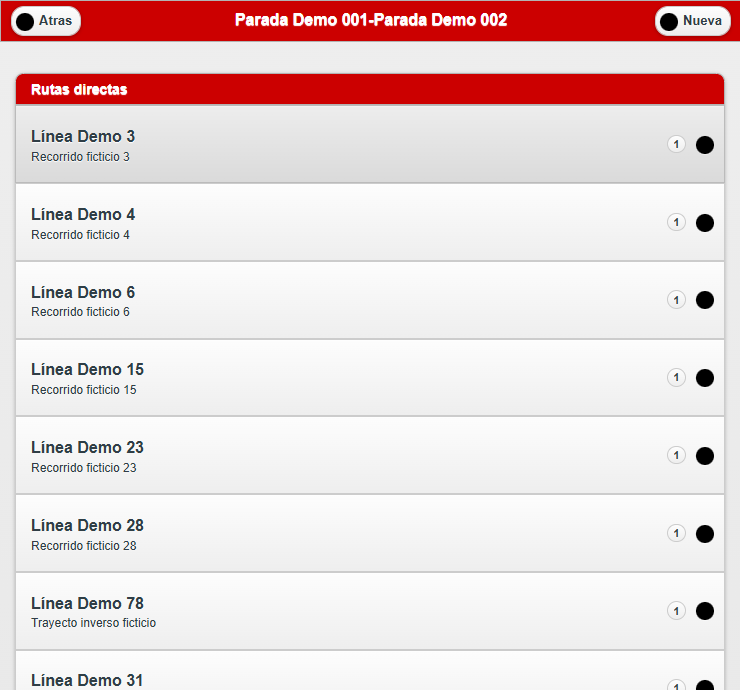 Atras
Parada Demo 001-Parada Demo 002
Nueva
Rutas directas
Línea Demo 3
Recorrido ficticio 3
1
Línea Demo 4
Recorrido ficticio 4
1
Línea Demo 6
Recorrido ficticio 6
1
Línea Demo 15
Recorrido ficticio 15
1
Línea Demo 23
Recorrido ficticio 23
1
Línea Demo 28
Recorrido ficticio 28
1
Línea Demo 78
Trayecto inverso ficticio
1
Línea Demo 31
1